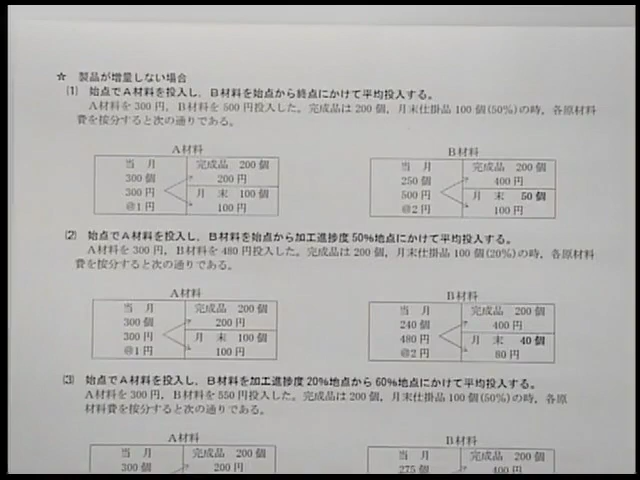 ☆ 製品が増量しない場合
(1) 始点でA材料を投入し，B材料を始点から終点にかけて平均投入する。
A材料を300円，B材料を500円投入した。完成品は200個，月末仕掛品100個(50%)の時，各原材料
費を按分すると次の通りである。
A材料
当 月 完成品 200個
300個 200円
300円 月 末 100個
@1円 100円
B材料
当 月 完成品 200個
250個 400円
500円 月 末 50個
@2円 100円
(2) 始点でA材料を投入し，B材料を始点から加工進捗度50%地点にかけて平均投入する。
A材料を300円，B材料を480円投入した。完成品は200個，月末仕掛品100個(20%)の時，各原材料
費を按分すると次の通りである。
A材料
当 月 完成品 200個
300個 200円
300円 月 末 100個
@1円 100円
B材料
当 月 完成品 200個
240個 400円
480円 月 末 40個
@2円 80円
(3) 始点でA材料を投入し，B材料を加工進捗度20%地点から60%地点にかけて平均投入する。
A材料を300円，B材料を550円投入した。完成品は200個，月末仕掛品100個(50%)の時，各原
材料費を按分すると次の通りである。
A材料
当 月 完成品 200個
300個 200円
B材料
当 月 完成品 200個
275個 400円